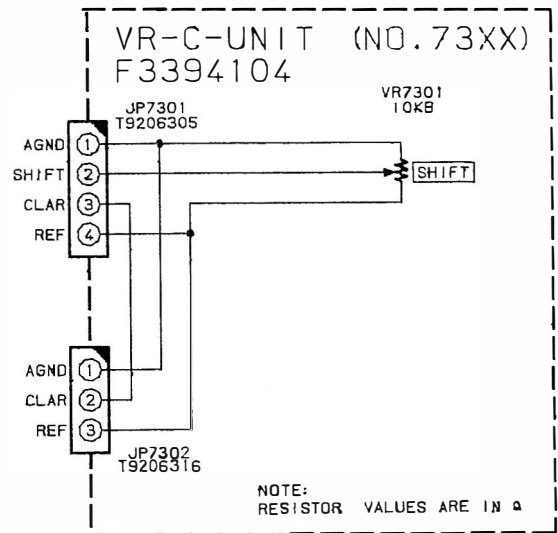 VR-C-UNIT (NO.73XX)
F3394104
VR7301
10KB
JP7301
T9206305
AGND 1
SHIFT 2
SHIFT
CLAR 3
REF 4
AGND 1
CLAR 2
REF 3
JP7302
T9206316
NOTE:
RESISTOR VALUES ARE IN Ω